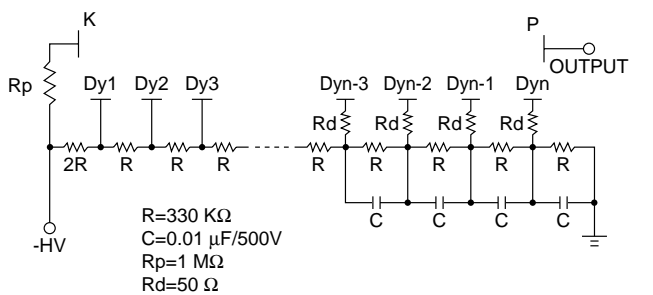 K
P
Rp
Dy1 Dy2 Dy3
Dyn-3 Dyn-2 Dyn-1 Dyn
OUTPUT
Rd Rd Rd Rd
2R R R R R R R R R
C C C C
-HV
R=330 KΩ
C=0.01 µF/500V
Rp=1 MΩ
Rd=50 Ω